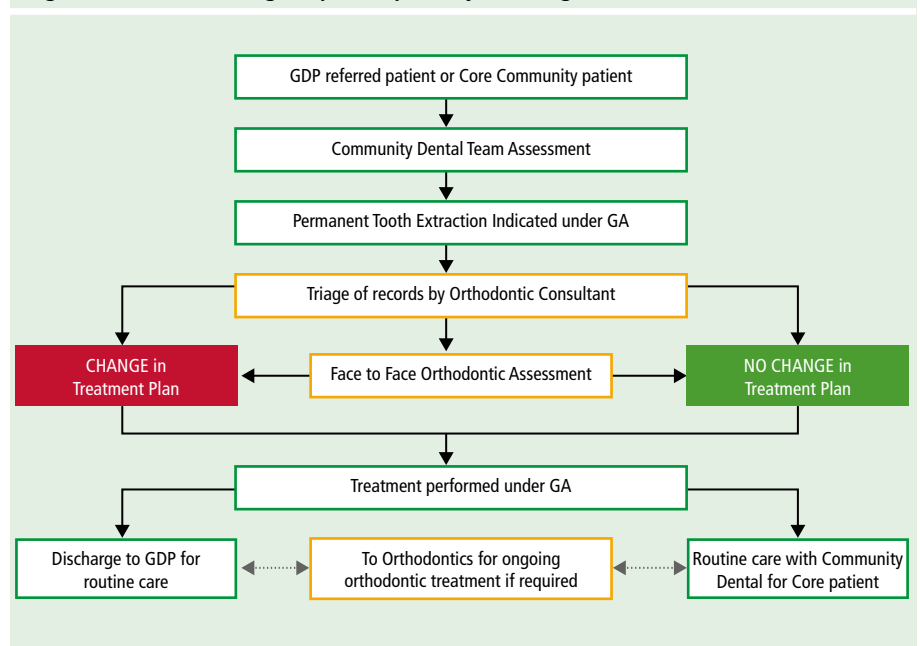 GDP referred patient or Core Community patient
Community Dental Team Assessment
Permanent Tooth Extraction Indicated under GA
Triage of records by Orthodontic Consultant
CHANGE in
Treatment Plan
Face to Face Orthodontic Assessment
NO CHANGE in
Treatment Plan
Treatment performed under GA
Discharge to GDP for
routine care
To Orthodontics for ongoing
orthodontic treatment if required
Routine care with Community
Dental for Core patient